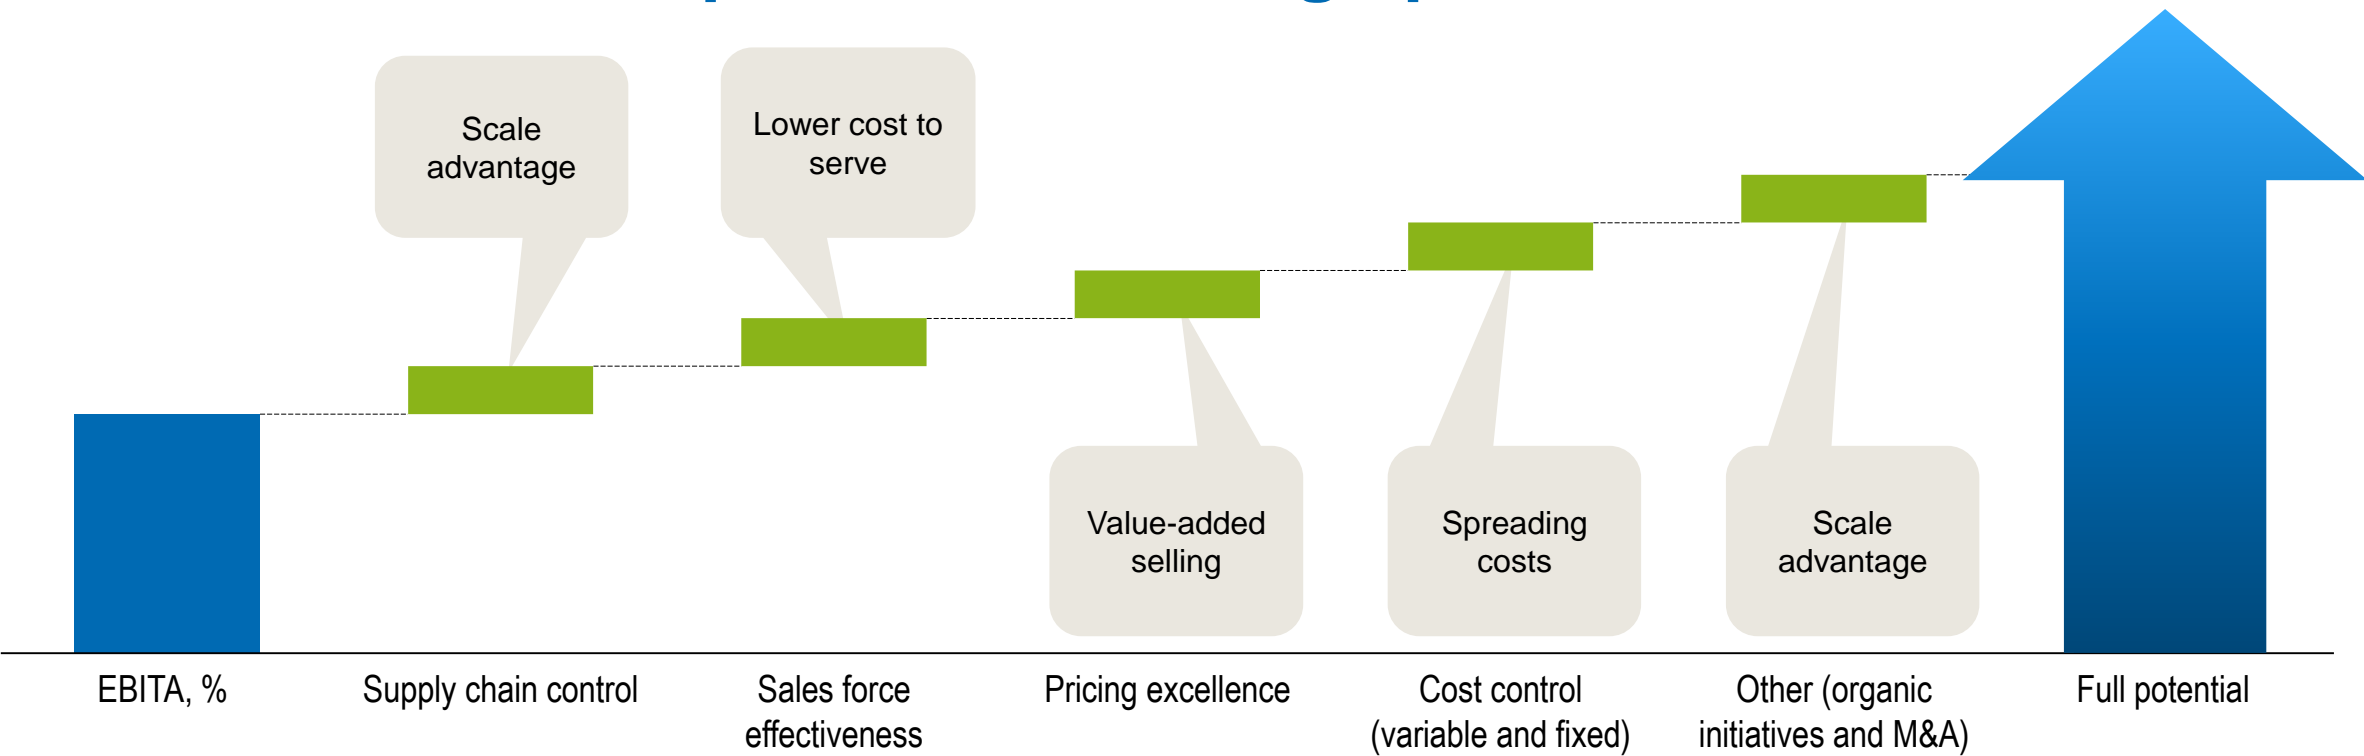 Scale
advantage
Lower cost to
serve
Value-added
selling
Spreading
costs
Scale
advantage
EBITA, %
Supply chain control
Sales force
effectiveness
Pricing excellence
Cost control
(variable and fixed)
Other (organic
initiatives and M&A)
Full potential